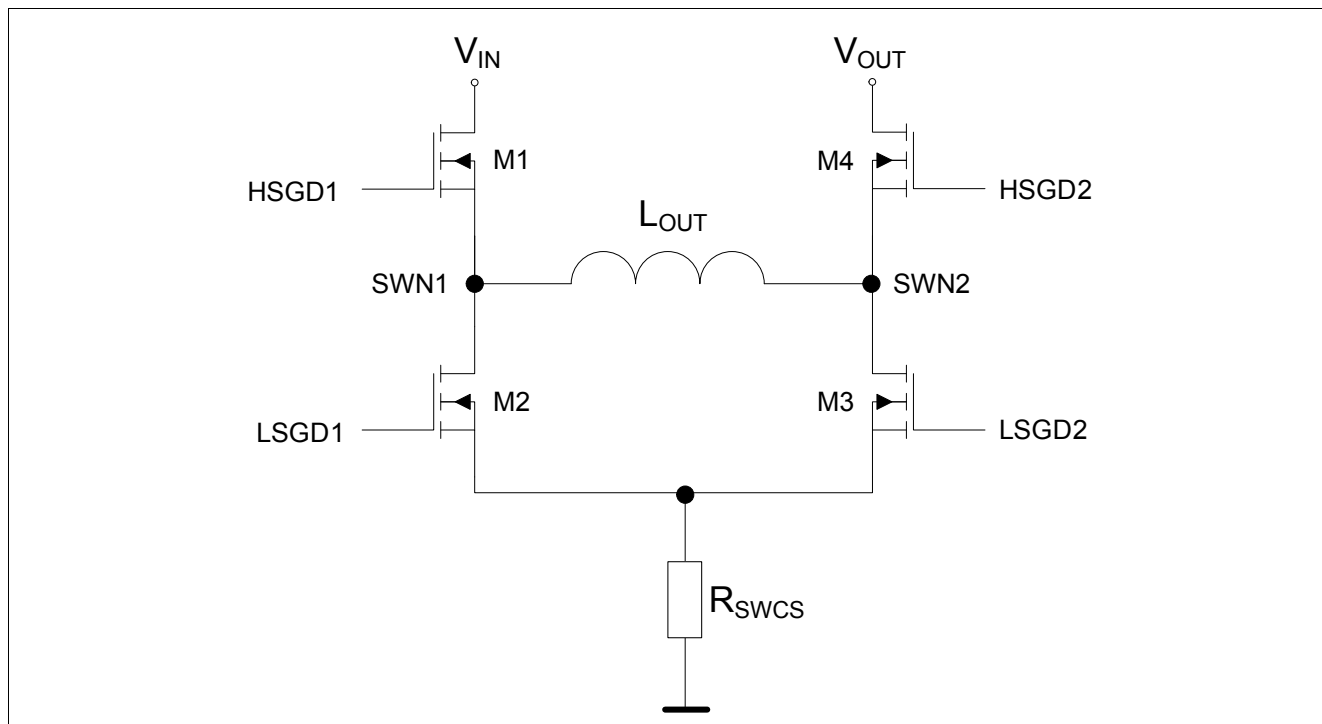 VIN
VOUT
M1
M4
HSGD1
HSGD2
LOUT
SWN1
SWN2
M2
M3
LSGD1
LSGD2
RSWCS